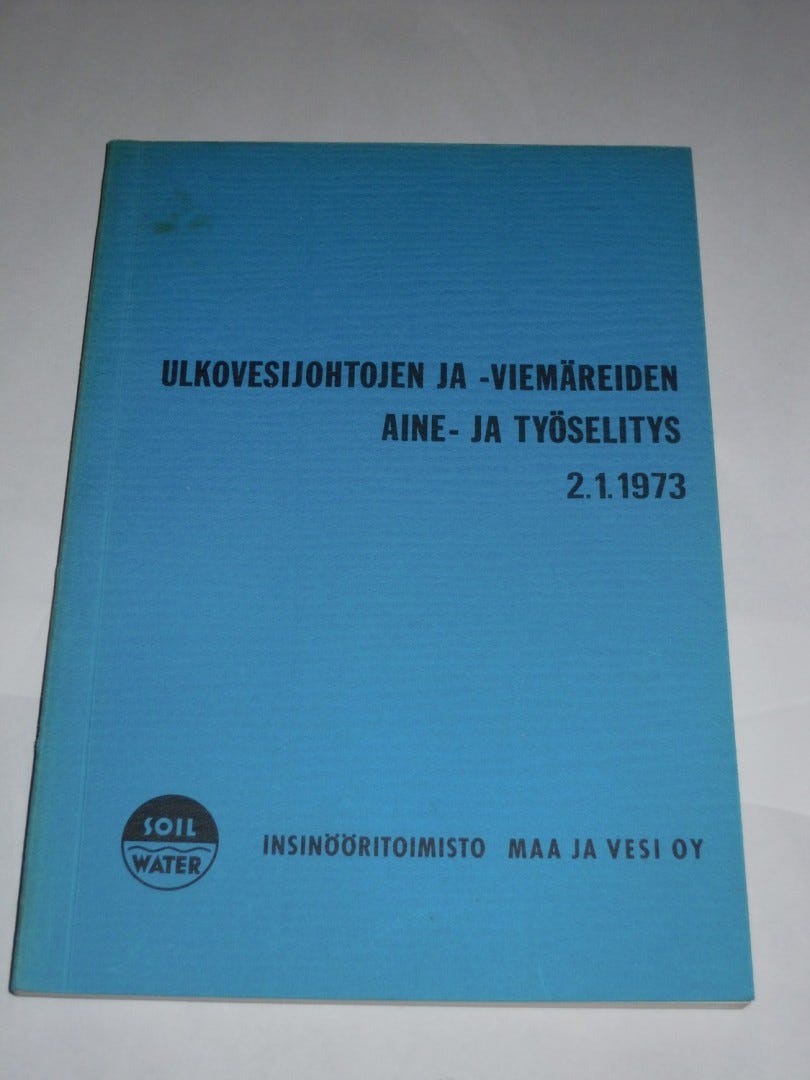 ULKOVESIJOHTOJEN JA -VIEMÄREIDEN
AINE- JA TYÖSELITYS
2.1.1973
SOIL
WATER
INSINÖÖRITOIMISTO MAA JA VESI OY